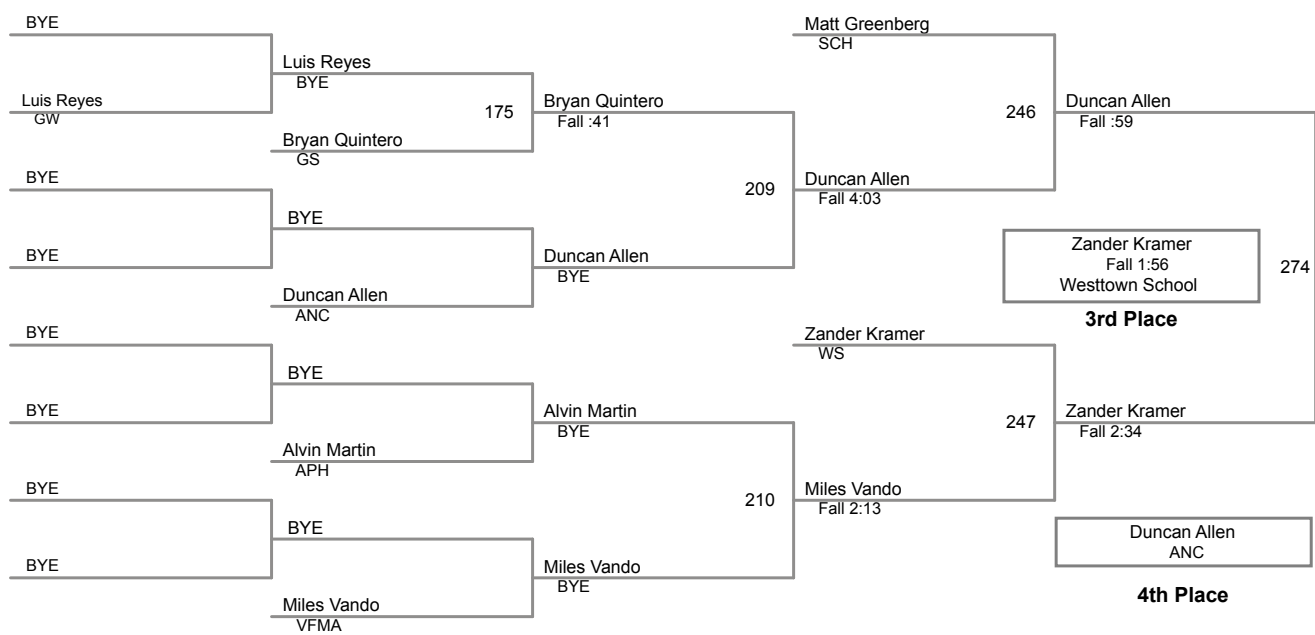 BYE
Luis Reyes
GW
BYE
BYE
BYE
BYE
BYE
BYE
Luis Reyes
BYE
175
Bryan Quintero
GS
BYE
Duncan Allen
ANC
BYE
Alvin Martin
APH
BYE
Miles Vando
VFMA
Bryan Quintero
Fall :41
209
Duncan Allen
BYE
Alvin Martin
BYE
210
Miles Vando
BYE
Matt Greenberg
SCH
246
Duncan Allen
Fall 4:03
Zander Kramer
WS
247
Miles Vando
Fall 2:13
Duncan Allen
Fall :59
Zander Kramer
Fall 1:56
Westtown School
274
3rd Place
Zander Kramer
Fall 2:34
Duncan Allen
ANC
4th Place